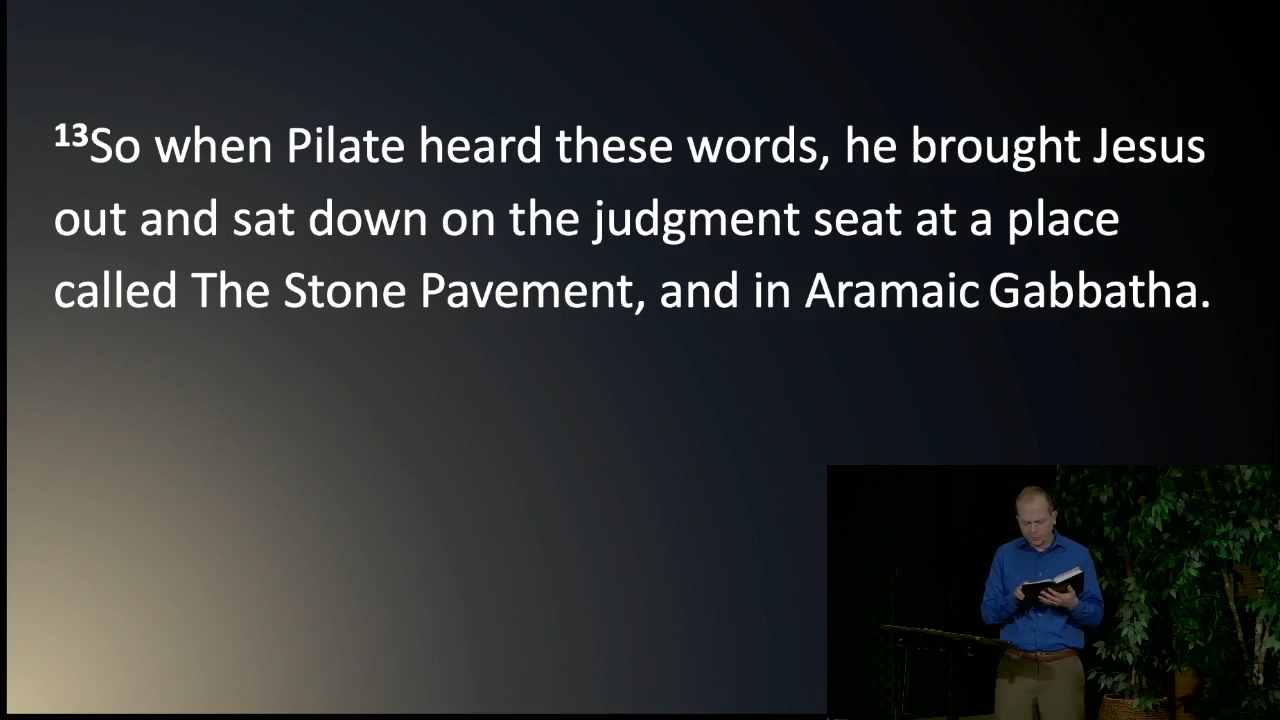 13So when Pilate heard these words, he brought Jesus
out and sat down on the judgment seat at a place
called The Stone Pavement, and in Aramaic Gabbatha.